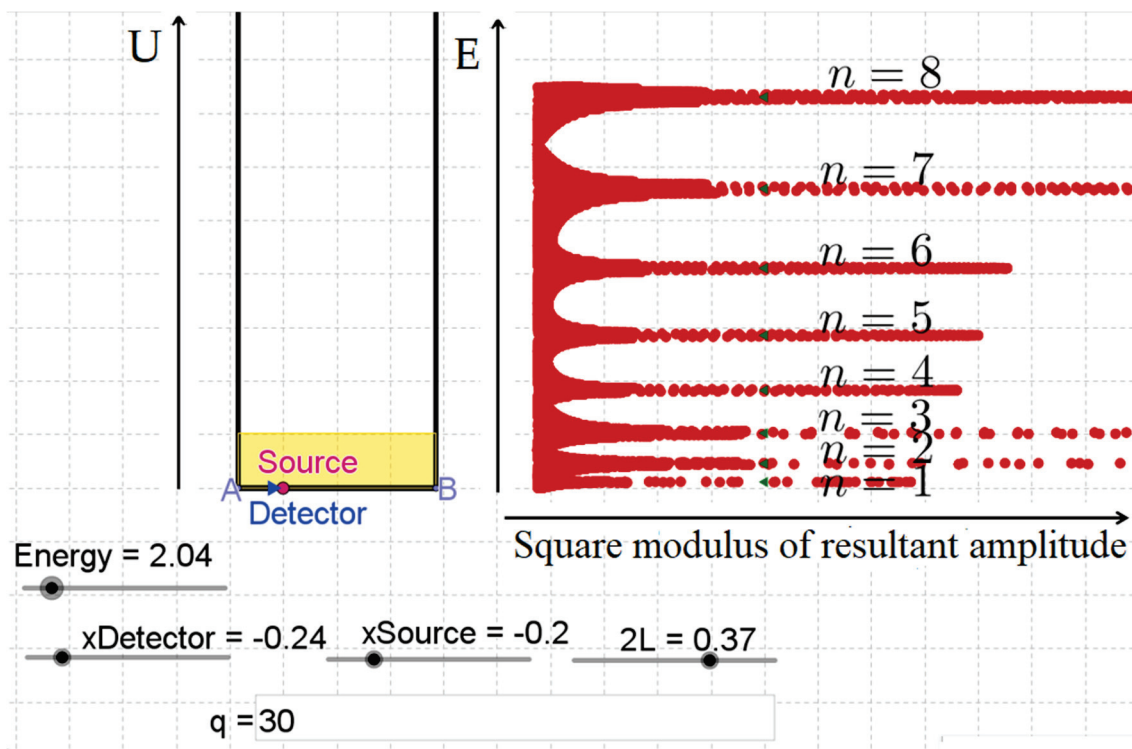 U
E
n = 8
n = 7
n = 6
n = 5
n = 4
n = 3
n = 2
n = 1
Source
A
B
Detector
Square modulus of resultant amplitude
Energy = 2.04
xDetector = -0.24
xSource = -0.2
2L = 0.37
q = 30